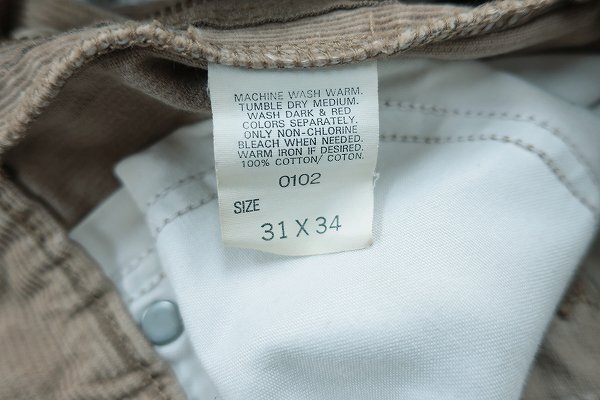 MACHINE WASH WARM.
TUMBLE DRY MEDIUM.
WASH DARK & RED
COLORS SEPARATELY.
ONLY NON-CHLORINE
BLEACH WHEN NEEDED.
WARM IRON IF DESIRED.
100% COTTON/ COTON.
0102
SIZE
31 X 34